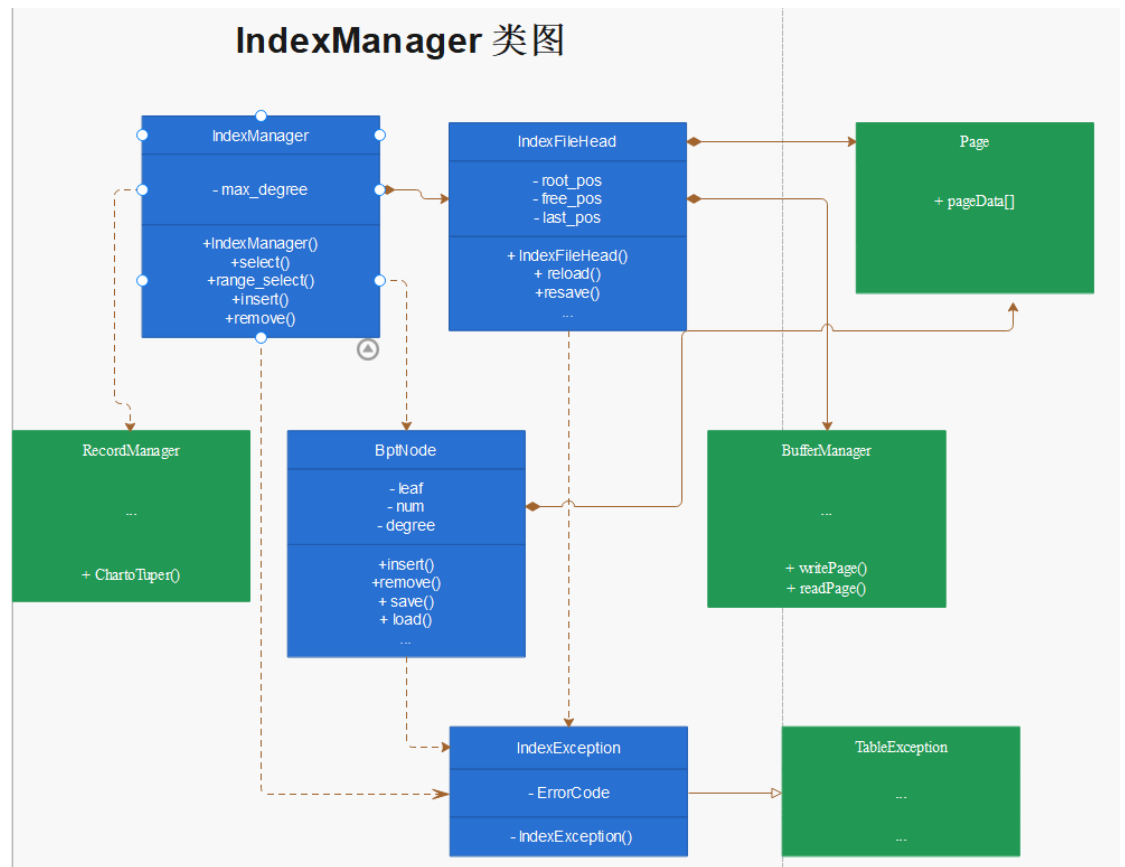 IndexManager 类图
IndexManager
- max_degree
+IndexManager()
+select()
+range_select()
+insert()
+remove()
IndexFileHead
- root_pos
- free_pos
- last_pos
+ IndexFileHead()
+ reload()
+resave()
...
Page
+ pageData[]
RecordManager
...
+ ChartoTuper()
BptNode
- leaf
- num
- degree
+insert()
+remove()
+ save()
+ load()
...
BufferManager
...
+ writePage()
+ readPage()
IndexException
- ErrorCode
- IndexException()
TableException
...
...